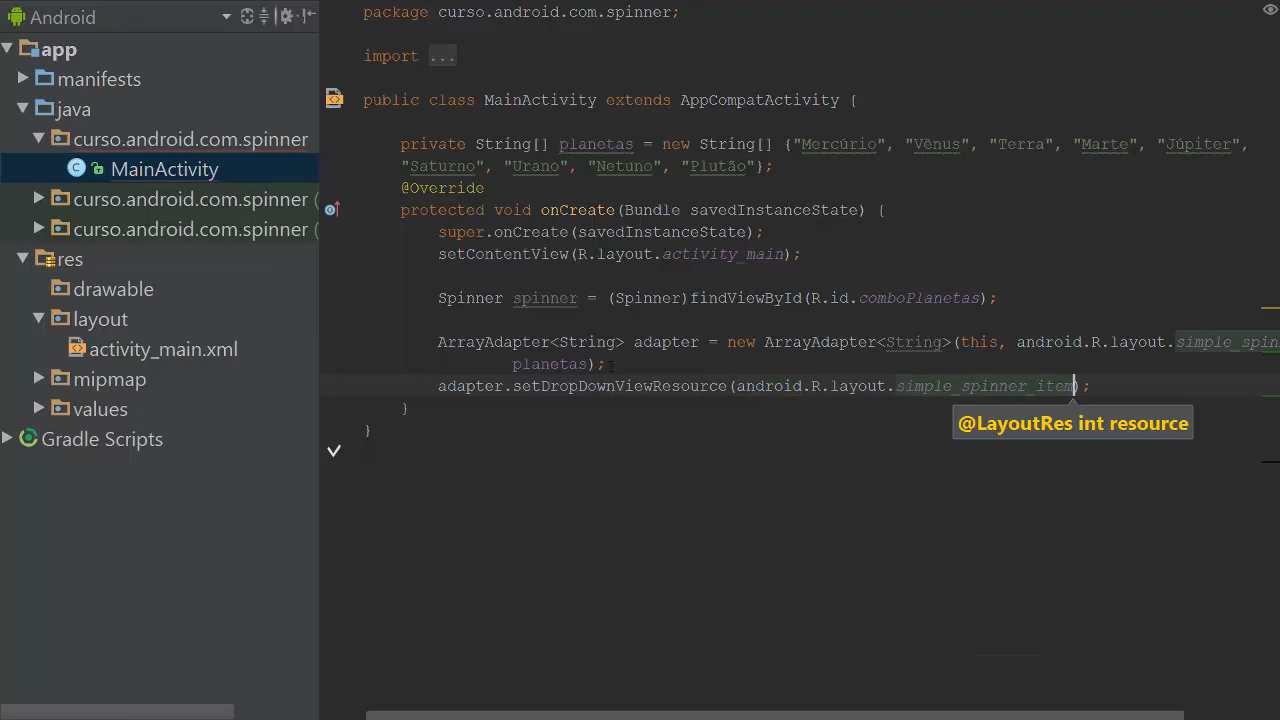 Android
app
manifests
java
curso.android.com.spinner
MainActivity
curso.android.com.spinner (
curso.android.com.spinner (
res
drawable
layout
activity_main.xml
mipmap
values
Gradle Scripts
package curso.android.com.spinner;
import ...
public class MainActivity extends AppCompatActivity {
private String[] planetas = new String[] {"Mercúrio", "Vênus", "Terra", "Marte", "Júpiter",
"Saturno", "Urano", "Netuno", "Plutão"};
@Override
protected void onCreate(Bundle savedInstanceState) {
super.onCreate(savedInstanceState);
setContentView(R.layout.activity_main);
Spinner spinner = (Spinner)findViewById(R.id.comboPlanetas);
ArrayAdapter<String> adapter = new ArrayAdapter<String>(this, android.R.layout.simple_spin
planetas);
adapter.setDropDownViewResource(android.R.layout.simple_spinner_item);
@LayoutRes int resource
}
}